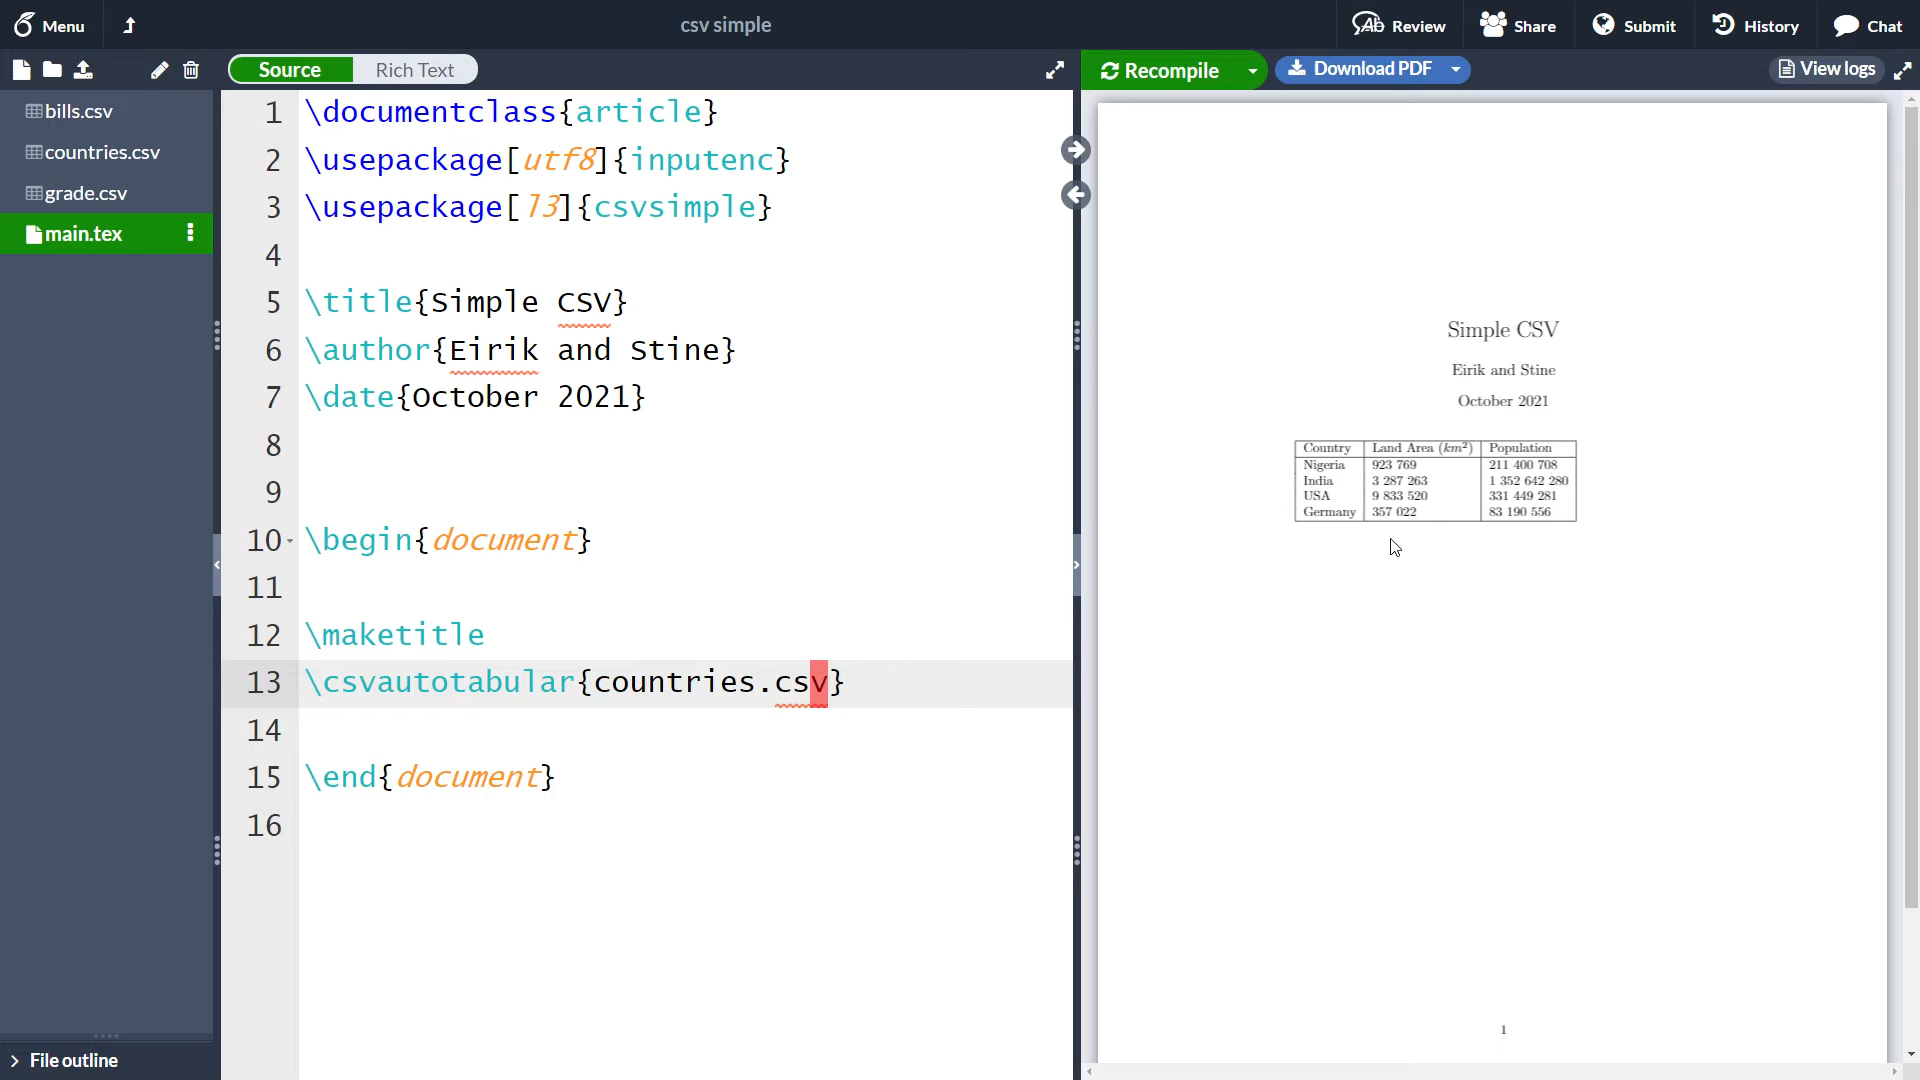 Menu
csv simple
Review
Share
Submit
History
Chat
Source
Rich Text
Recompile
Download PDF
View logs
bills.csv
countries.csv
grade.csv
main.tex
File outline
1 \documentclass{article}
2 \usepackage[utf8]{inputenc}
3 \usepackage[l3]{csvsimple}
4
5 \title{Simple CSV}
6 \author{Eirik and Stine}
7 \date{October 2021}
8
9
10 \begin{document}
11
12 \maketitle
13 \csvautotabular{countries.csv}
14
15 \end{document}
16
Simple CSV
Eirik and Stine
October 2021
Country Land Area (km²) Population
Nigeria 923 769 211 400 708
India 3 287 263 1 352 642 280
USA 9 833 520 331 449 281
Germany 357 022 83 190 556
1